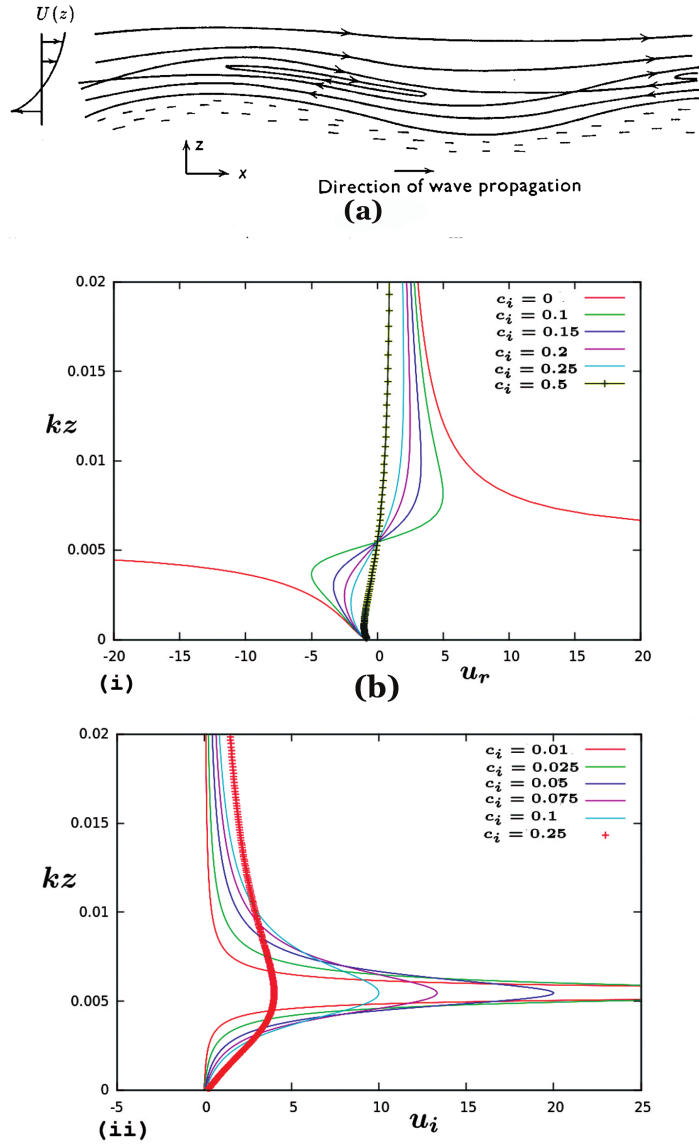 U(z)
z
x
Direction of wave propagation
(a)
0.02
c_i = 0
c_i = 0.1
0.015
c_i = 0.15
c_i = 0.2
c_i = 0.25
c_i = 0.5
kz
0.01
0.005
0
-20 -15 -10 -5 0 5 10 15 20
(i) (b) u_r
0.02
c_i = 0.01
c_i = 0.025
c_i = 0.05
c_i = 0.075
0.015
c_i = 0.1
c_i = 0.25
kz
0.01
0.005
0
-5 0 5 10 15 20 25
(ii) u_i